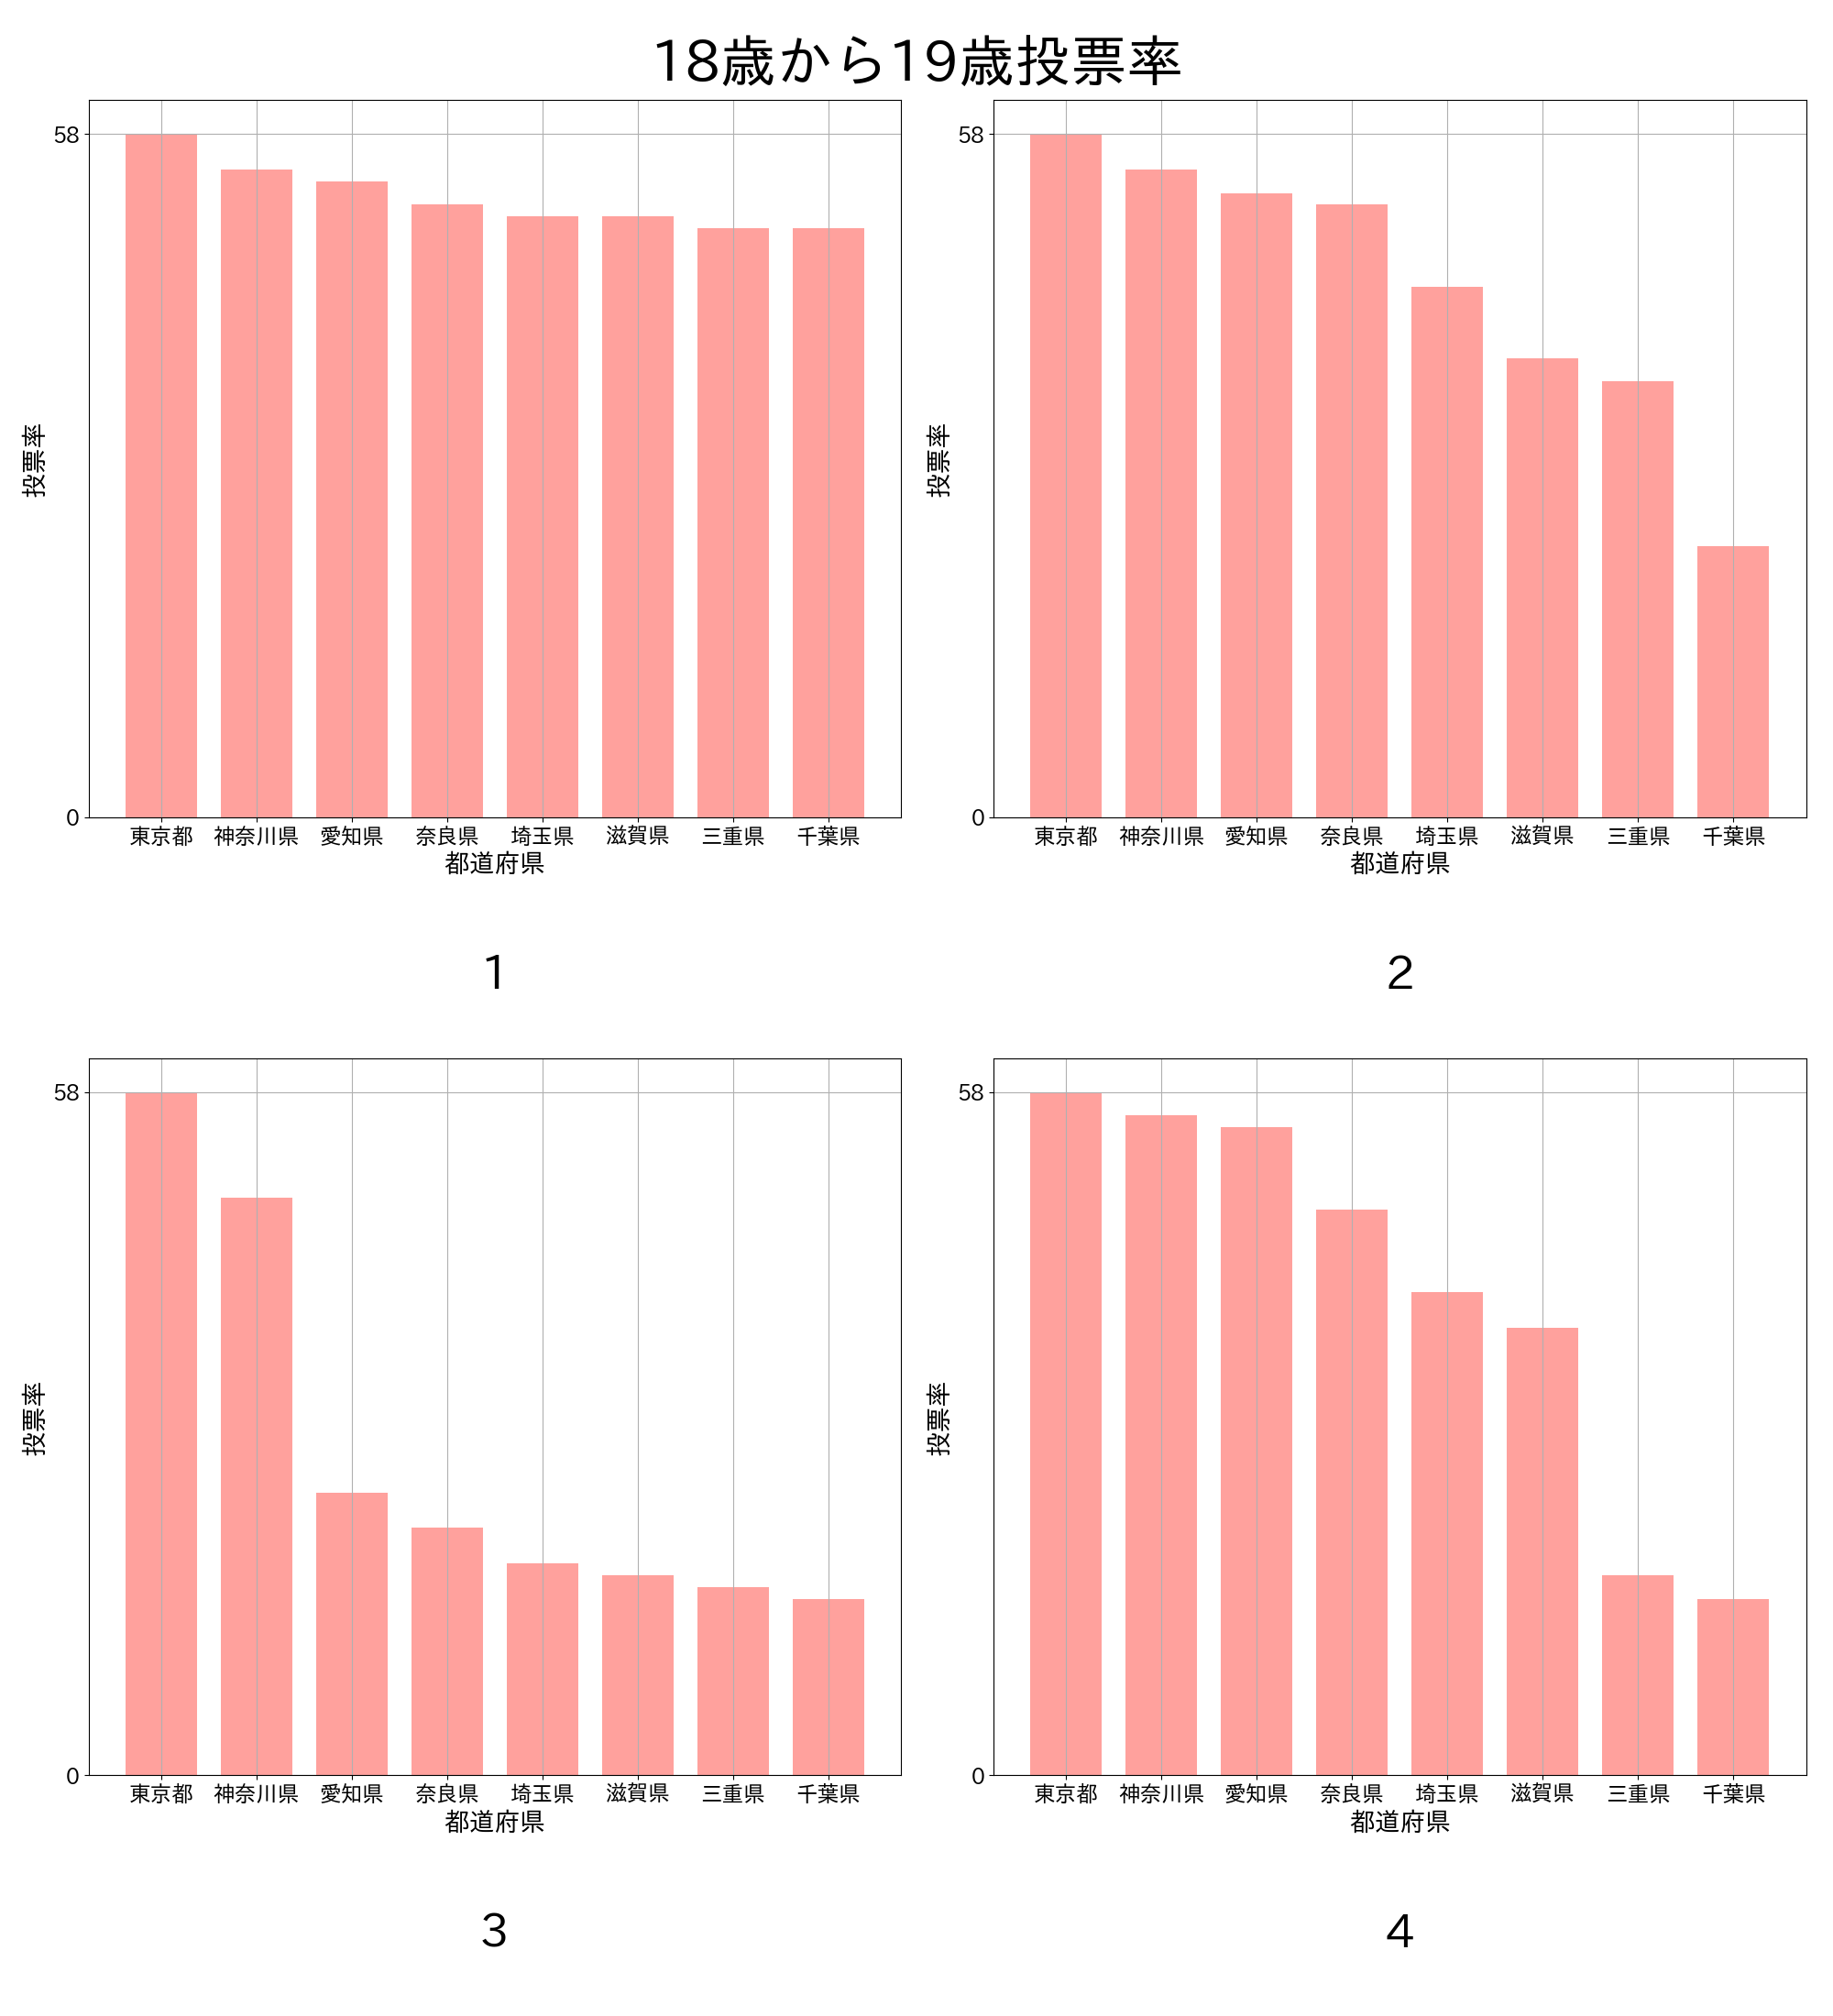 18歳から19歳投票率
58
0
投票率
東京都 神奈川県 愛知県 奈良県 埼玉県 滋賀県 三重県 千葉県
都道府県
1
58
0
投票率
東京都 神奈川県 愛知県 奈良県 埼玉県 滋賀県 三重県 千葉県
都道府県
2
58
0
投票率
東京都 神奈川県 愛知県 奈良県 埼玉県 滋賀県 三重県 千葉県
都道府県
3
58
0
投票率
東京都 神奈川県 愛知県 奈良県 埼玉県 滋賀県 三重県 千葉県
都道府県
4